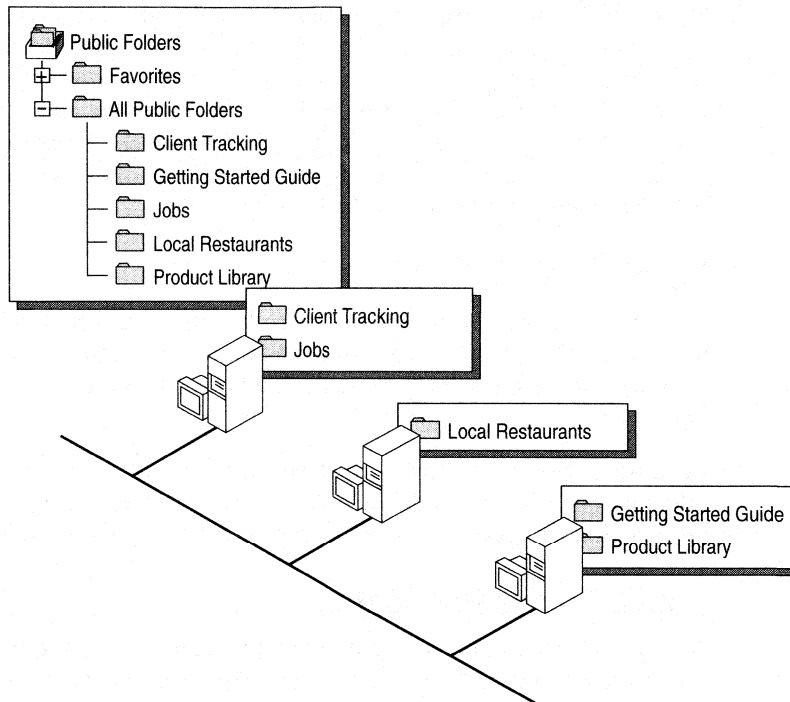 Public Folders
Favorites
All Public Folders
Client Tracking
Getting Started Guide
Jobs
Local Restaurants
Product Library
Client Tracking
Jobs
Local Restaurants
Getting Started Guide
Product Library